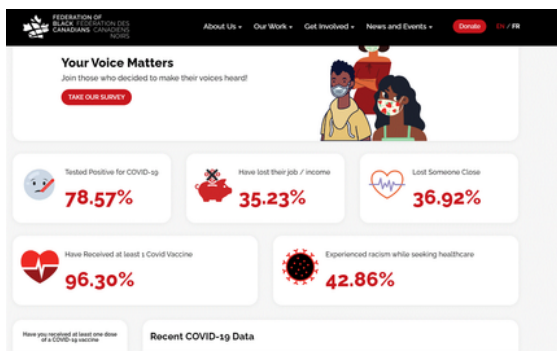 FEDERATION OF
BLACK FÉDÉRATION DES
CANADIANS CANADIENS
NOIRS
About Us Our Work Get Involved News and Events Donate EN / FR
Your Voice Matters
Join those who decided to make their voices heard!
TAKE OUR SURVEY
Tested Positive for COVID-19
78.57%
Have lost their job / income
35.23%
Lost Someone Close
36.92%
Have Received at least 1 Covid Vaccine
96.30%
Experienced racism while seeking healthcare
42.86%
Have you received at least one dose
of a COVID-19 vaccine
Recent COVID-19 Data